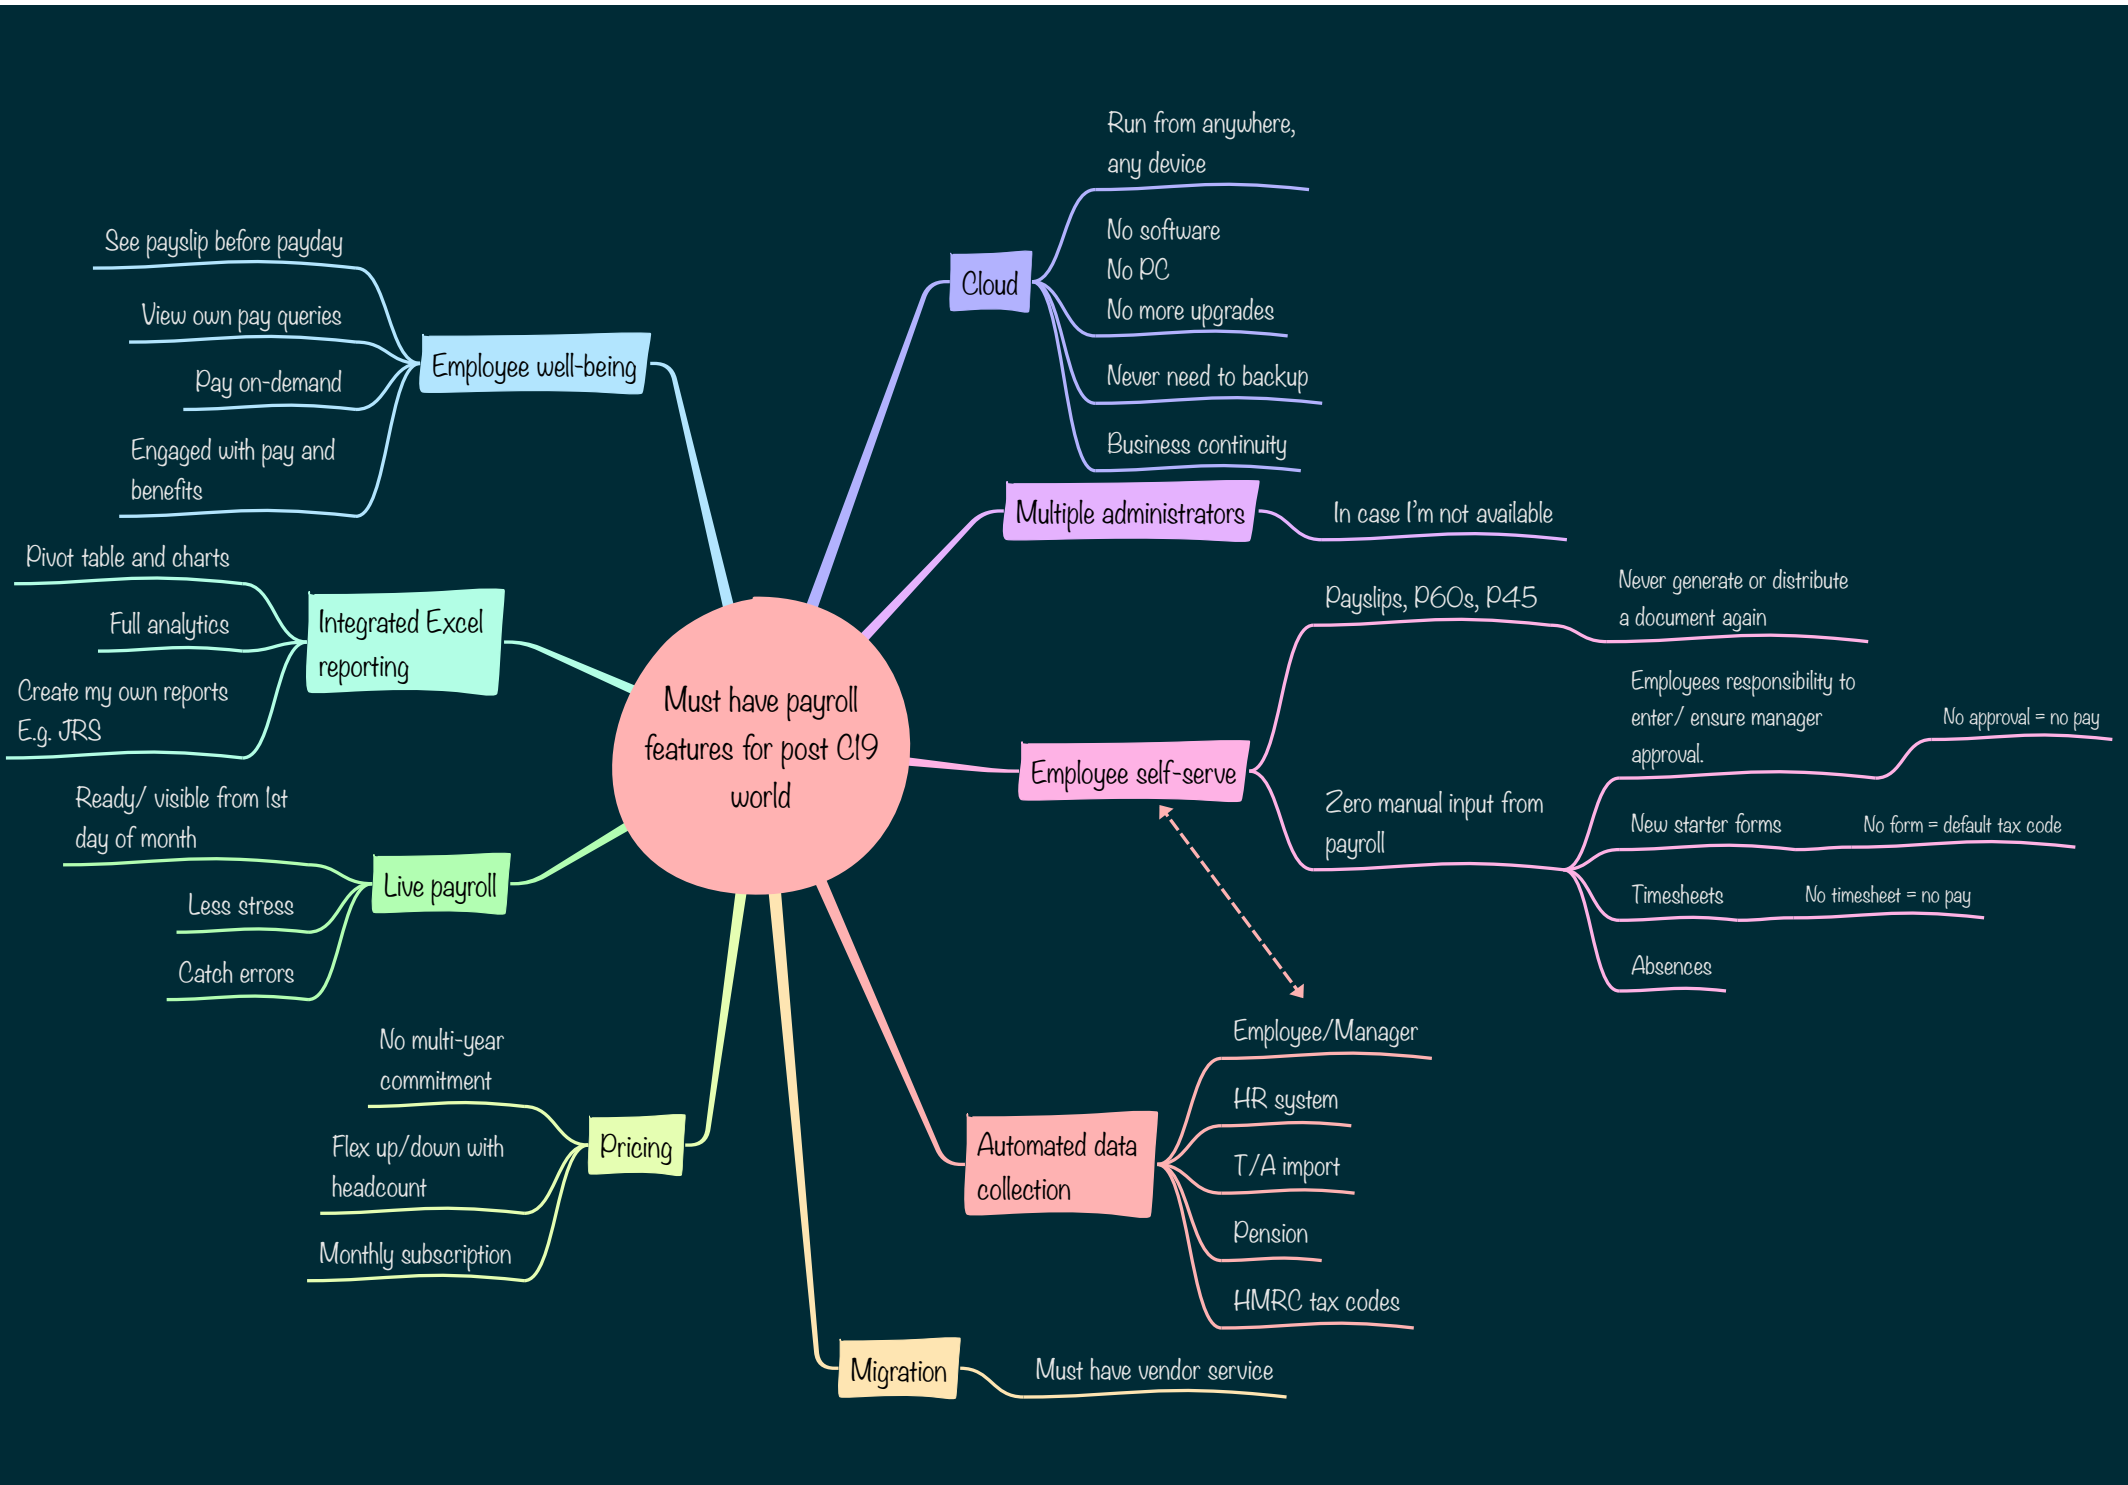 Must have payroll
features for post C19
world
Cloud
Run from anywhere,
any device
No software
No PC
No more upgrades
Never need to backup
Business continuity
Multiple administrators
In case I'm not available
Employee self-serve
Payslips, P60s, P45
Never generate or distribute
a document again
Zero manual input from
payroll
Employees responsibility to
enter/ ensure manager
approval.
No approval = no pay
New starter forms
No form = default tax code
Timesheets
No timesheet = no pay
Absences
Automated data
collection
Employee/Manager
HR system
T/A import
Pension
HMRC tax codes
Migration
Must have vendor service
Pricing
No multi-year
commitment
Flex up/down with
headcount
Monthly subscription
Live payroll
Ready/ visible from 1st
day of month
Less stress
Catch errors
Integrated Excel
reporting
Pivot table and charts
Full analytics
Create my own reports
E.g. JRS
Employee well-being
See payslip before payday
View own pay queries
Pay on-demand
Engaged with pay and
benefits